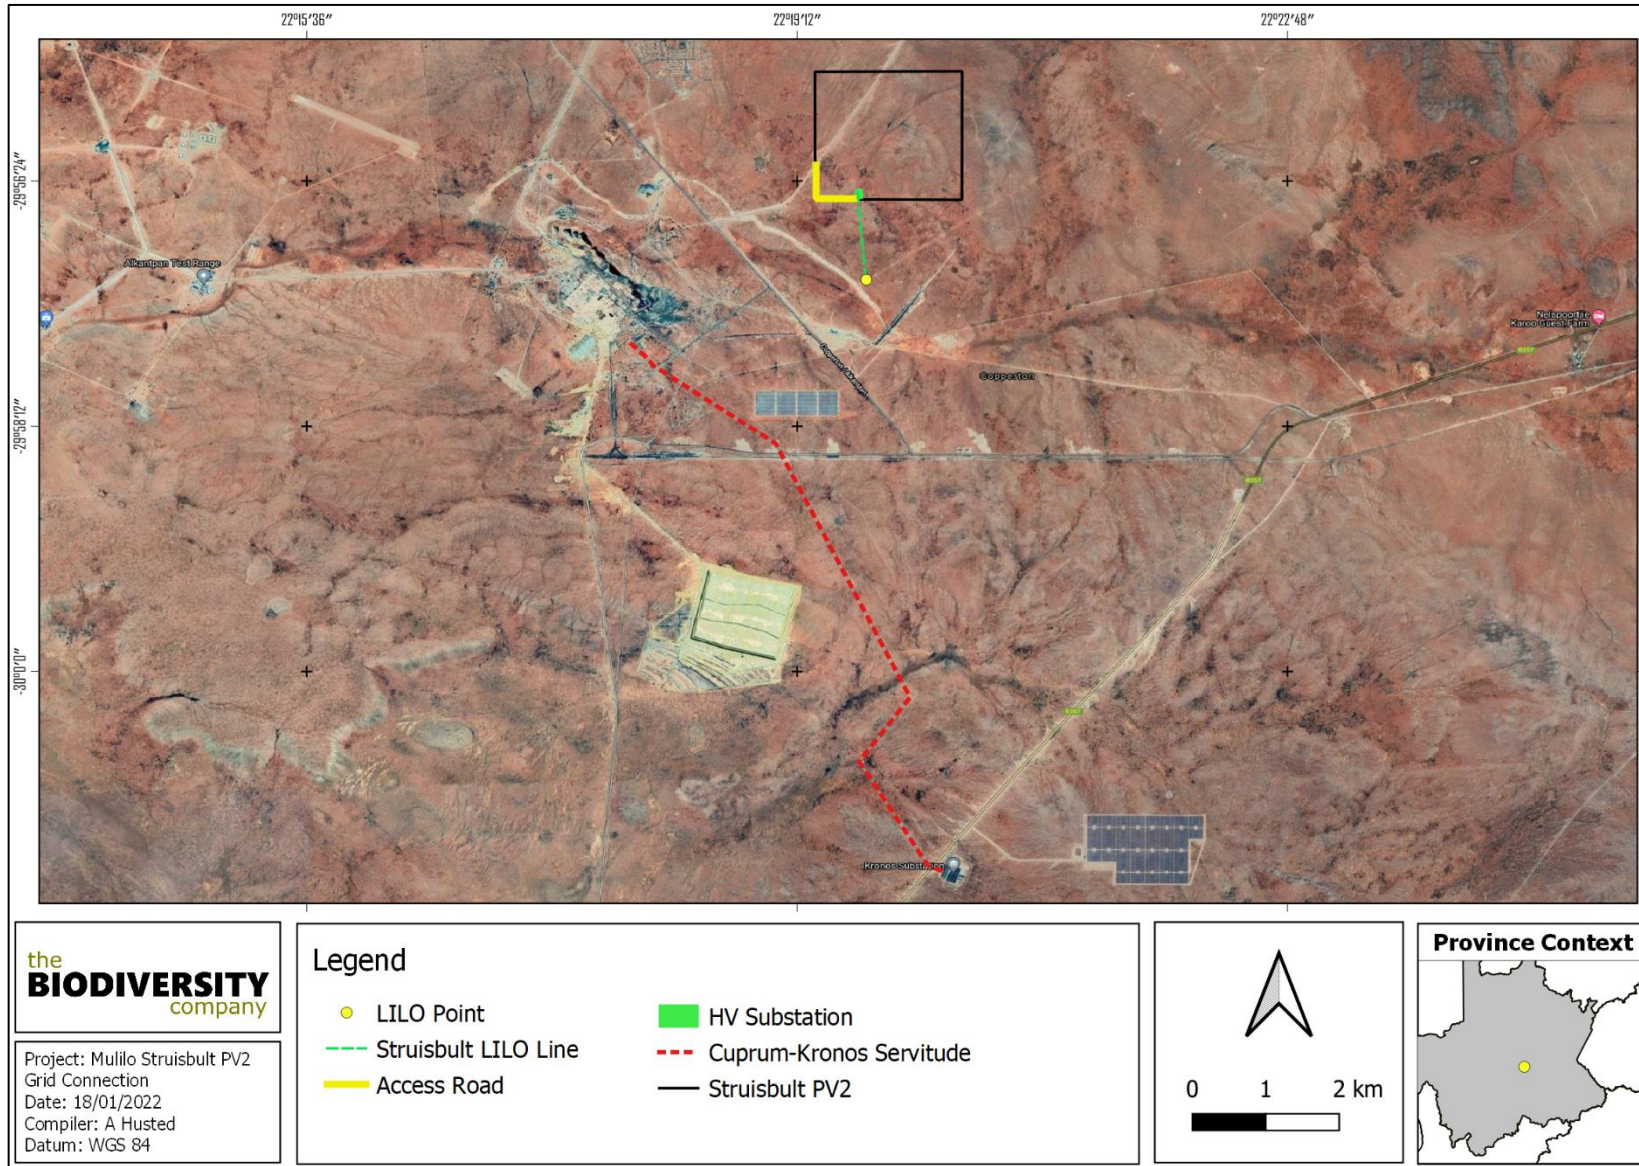 22°15'36"
22°19'12"
22°22'48"
-29°56'24"
-29°58'12"
-30°0'0"
Alkantpan Test Range
Nelspoortjie
Karoo Guest Farm
R357
Copperton
R357
R357
Kronos Substation
the
BIODIVERSITY
company
Project: Mulilo Struisbult PV2
Grid Connection
Date: 18/01/2022
Compiler: A Husted
Datum: WGS 84
Legend
LILO Point
Struisbult LILO Line
Access Road
HV Substation
Cuprum-Kronos Servitude
Struisbult PV2
0 1 2 km
Province Context